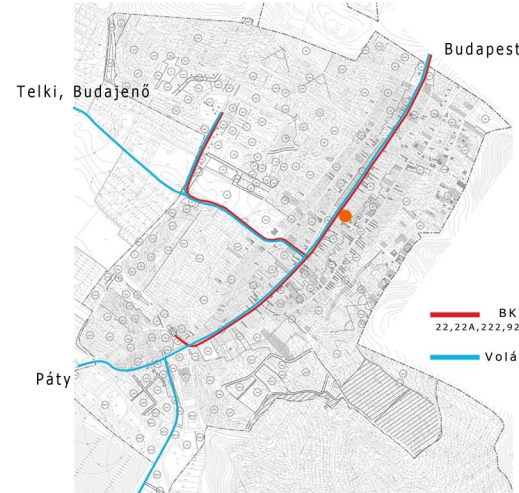 Budapest
Telki, Budajenő
BK
22,22A,222,92
Volá
Páty